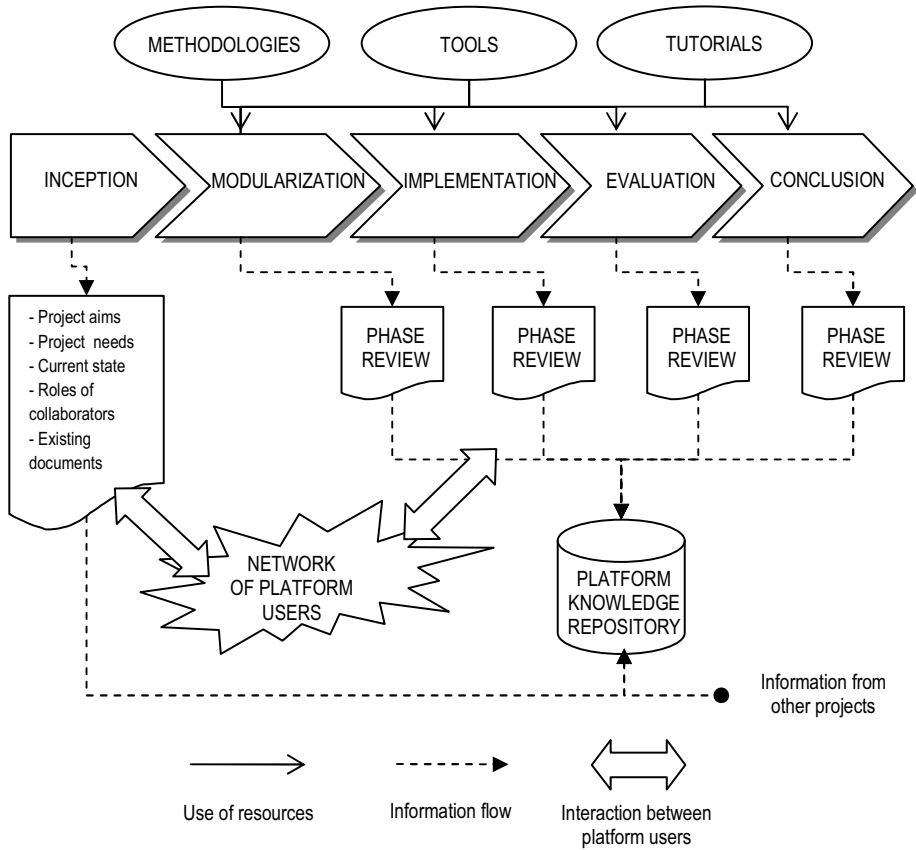 METHODOLOGIES
TOOLS
TUTORIALS
INCEPTION
MODULARIZATION
IMPLEMENTATION
EVALUATION
CONCLUSION
- Project aims
- Project needs
- Current state
- Roles of
collaborators
- Existing
documents
PHASE
REVIEW
PHASE
REVIEW
PHASE
REVIEW
PHASE
REVIEW
NETWORK
OF PLATFORM
USERS
PLATFORM
KNOWLEDGE
REPOSITORY
Information from
other projects
Use of resources
Information flow
Interaction between
platform users